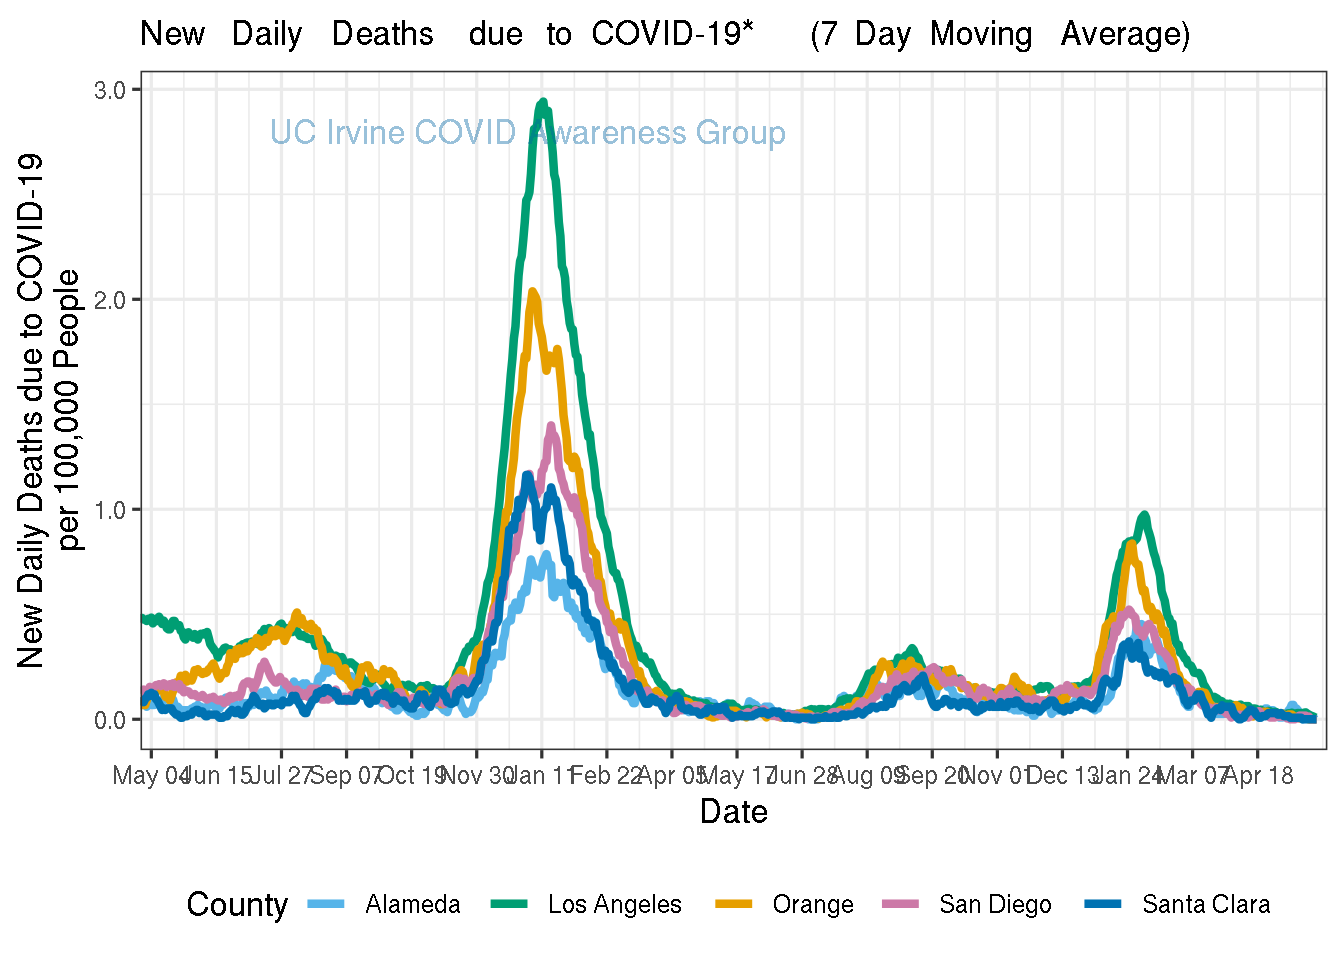 New Daily Deaths due to COVID-19* (7 Day Moving Average)
UC Irvine COVID Awareness Group
New Daily Deaths due to COVID-19
per 100,000 People
3.0
2.0
1.0
0.0
May 04 Jun 15 Jul 27 Sep 07 Oct 19 Nov 30 Jan 11 Feb 22 Apr 05 May 17 Jun 28 Aug 09 Sep 20 Nov 01 Dec 13 Jan 24 Mar 07 Apr 18
Date
County Alameda Los Angeles Orange San Diego Santa Clara